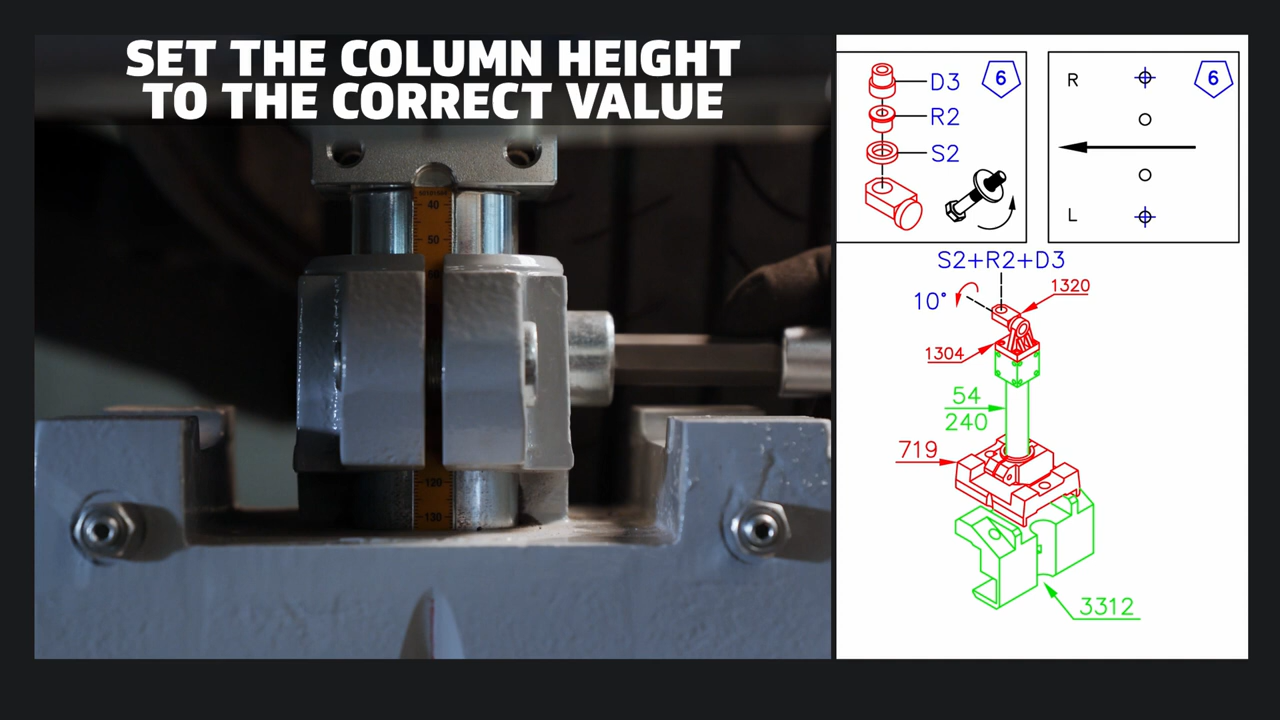 SET THE COLUMN HEIGHT
TO THE CORRECT VALUE
40
50
120
130
D3
R2
S2
6
R
L
6
S2+R2+D3
10°
1320
1304
54
240
719
3312